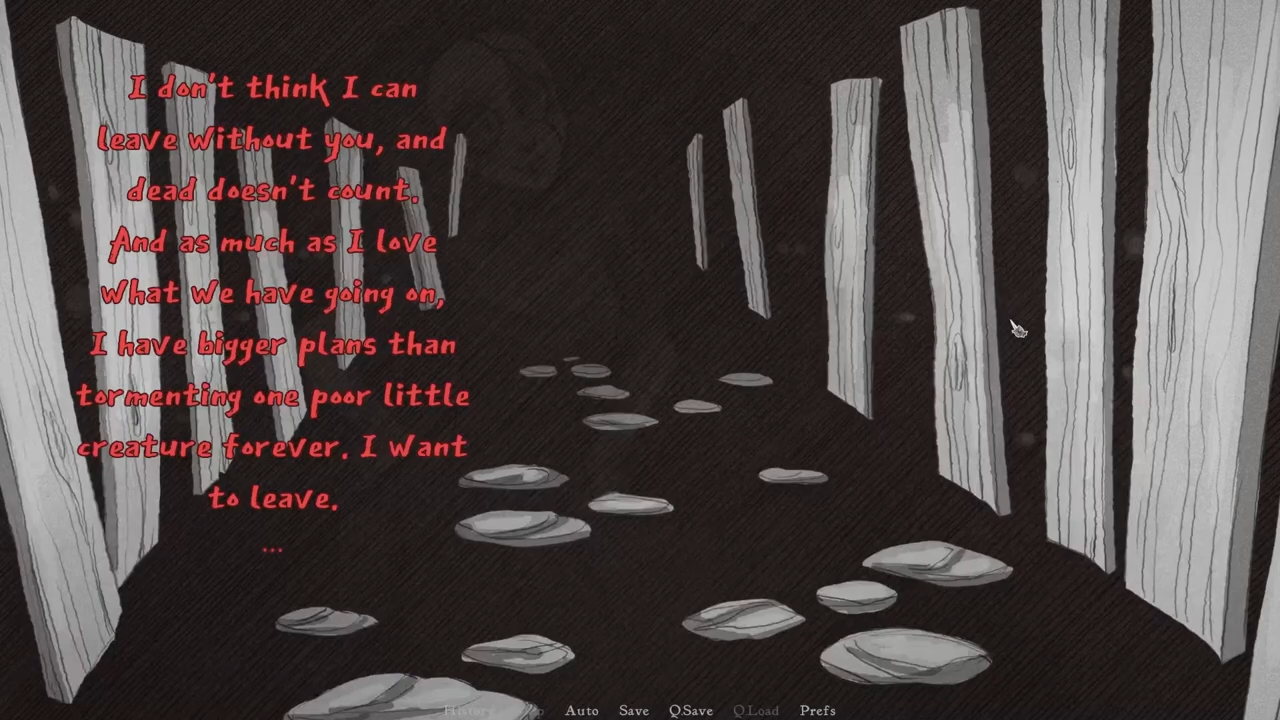 I don't think I can
leave without you, and
dead doesn't count.
And as much as I love
what we have going on,
I have bigger plans than
tormenting one poor little
creature forever. I want
to leave.
...
History Auto Save Q.Save Q.Load Prefs